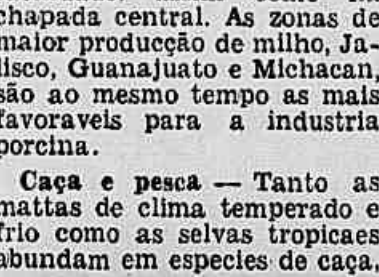 chapada central. As zonas de
maior producção de milho, Ja-
lisco, Guanajuato e Michacan,
são ao mesmo tempo as mais
favoraveis para a industria
porcina.
Caça e pesca — Tanto as
mattas de clima temperado e
frio como as selvas tropicaes
abundam em especies de caça.